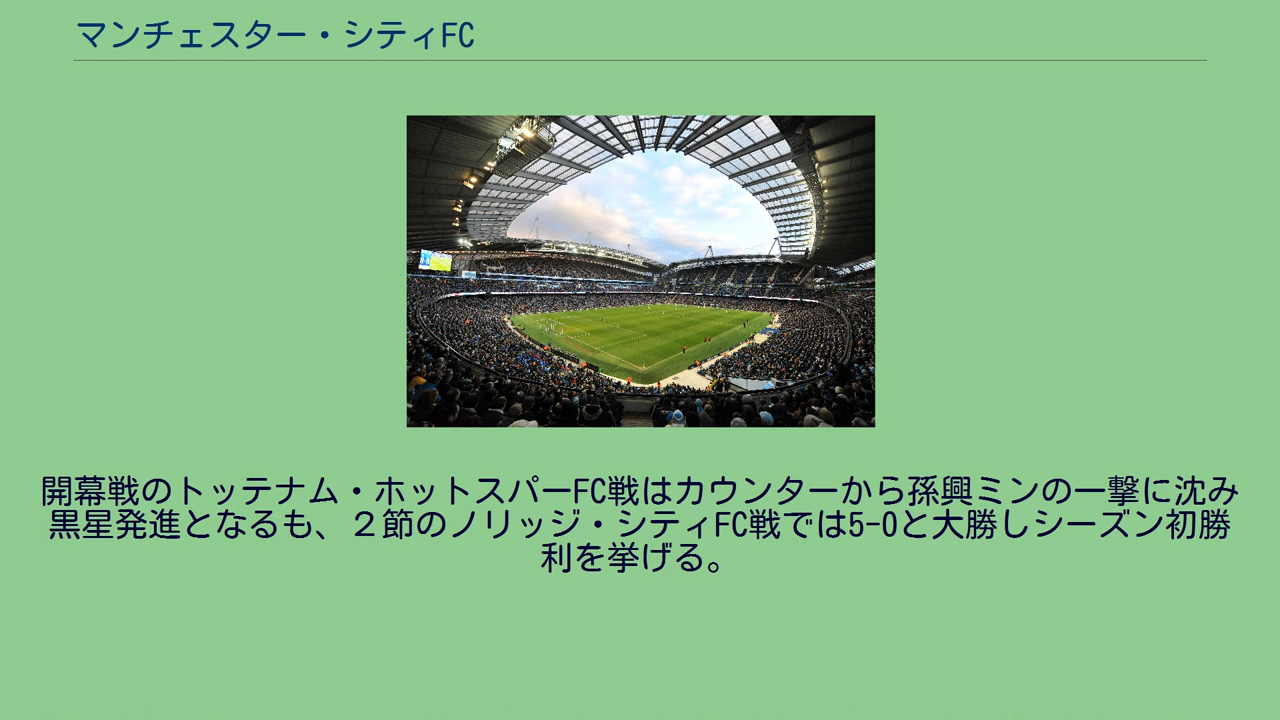 マンチェスター・シティFC
開幕戦のトッテナム・ホットスパーFC戦はカウンターから孫興ミンの一撃に沈み
黒星発進となるも、２節のノリッジ・シティFC戦では5-0と大勝しシーズン初勝
利を挙げる。